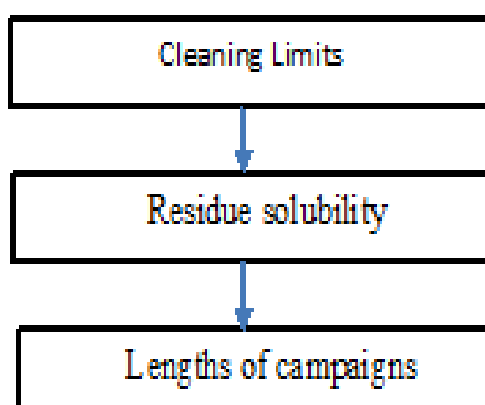 Cleaning Limits
Residue solubility
Lengths of campaigns